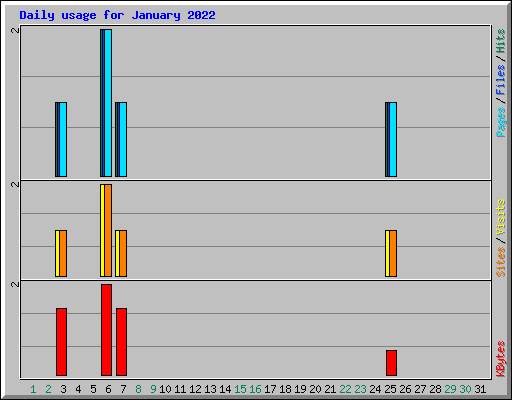 Daily usage for January 2022
2
Pages/Files/Hits
2
Sites/Visits
2
KBytes
1 2 3 4 5 6 7 8 9 10 11 12 13 14 15 16 17 18 19 20 21 22 23 24 25 26 27 28 29 30 31